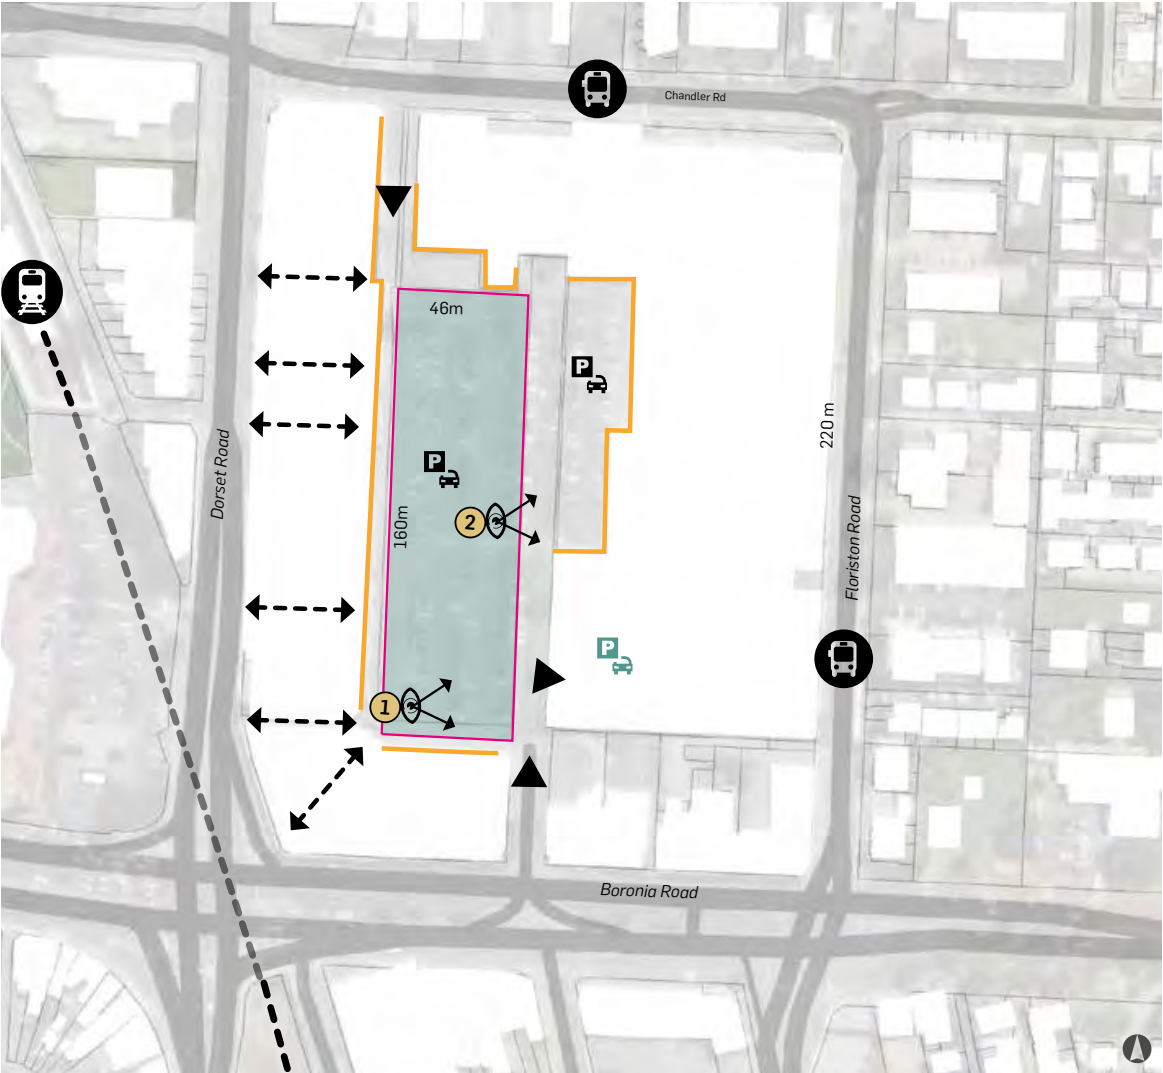 Chandler Rd
46m
P
220 m
Dorset Road
P
160m
2
Floriston Road
P
1
Boronia Road